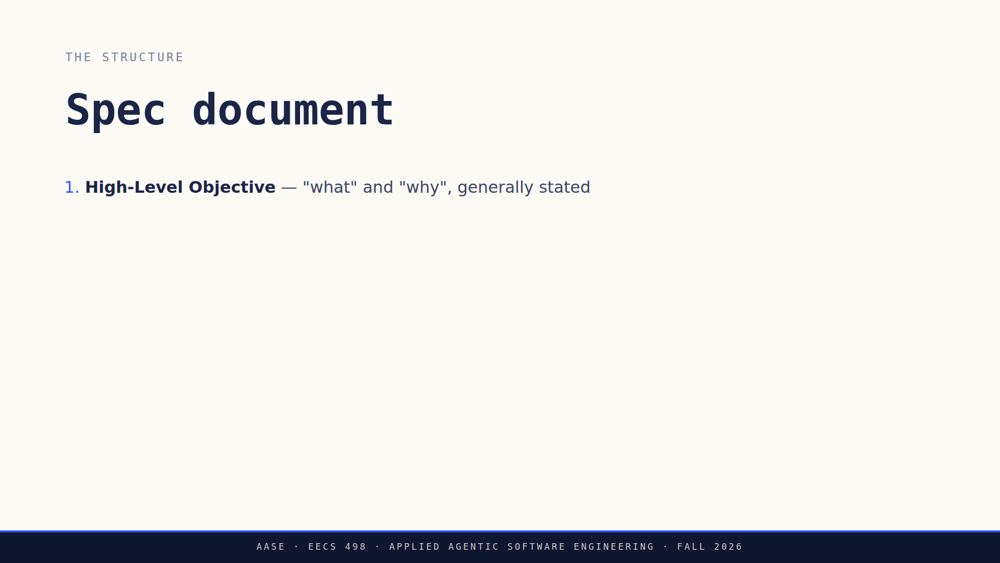 THE STRUCTURE
Spec document
1. High-Level Objective — "what" and "why", generally stated
AASE · EECS 498 · APPLIED AGENTIC SOFTWARE ENGINEERING · FALL 2026